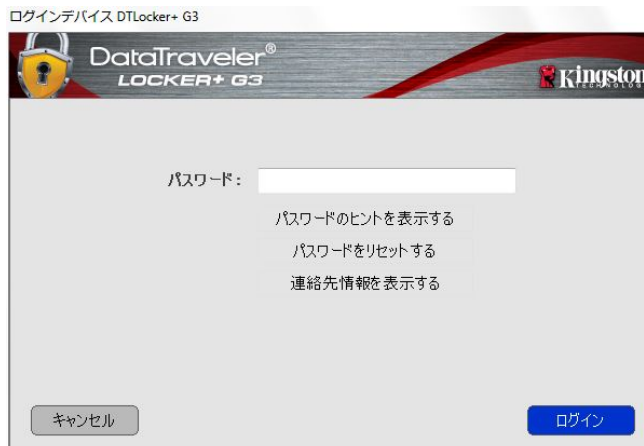 ログインデバイス DTLocker+ G3
DataTraveler®
LOCKER+ G3
Kingston
TECHNOLOGY
パスワード：
パスワードのヒントを表示する
パスワードをリセットする
連絡先情報を表示する
キャンセル
ログイン